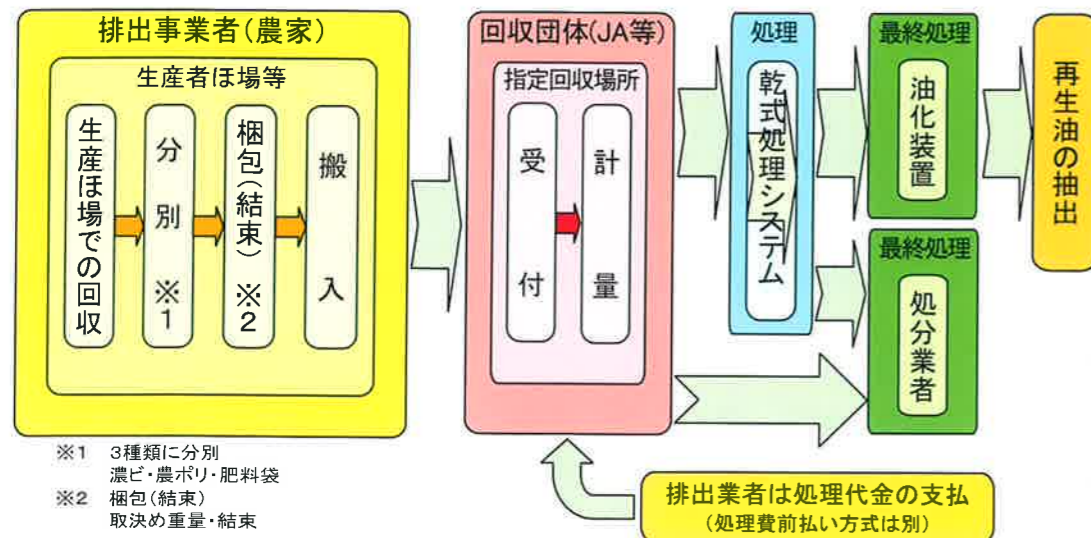 排出事業者(農家)
生産者ほ場等
生産ほ場での回収
分別※1
梱包(結束)※2
搬入
回収団体(JA等)
指定回収場所
受付
計量
処理
乾式処理システム
最終処理
油化装置
再生油の抽出
最終処理
処分業者
※1 3種類に分別
濃ビ・農ポリ・肥料袋
※2 梱包(結束)
取決め重量・結束
排出業者は処理代金の支払
(処理費前払い方式は別)